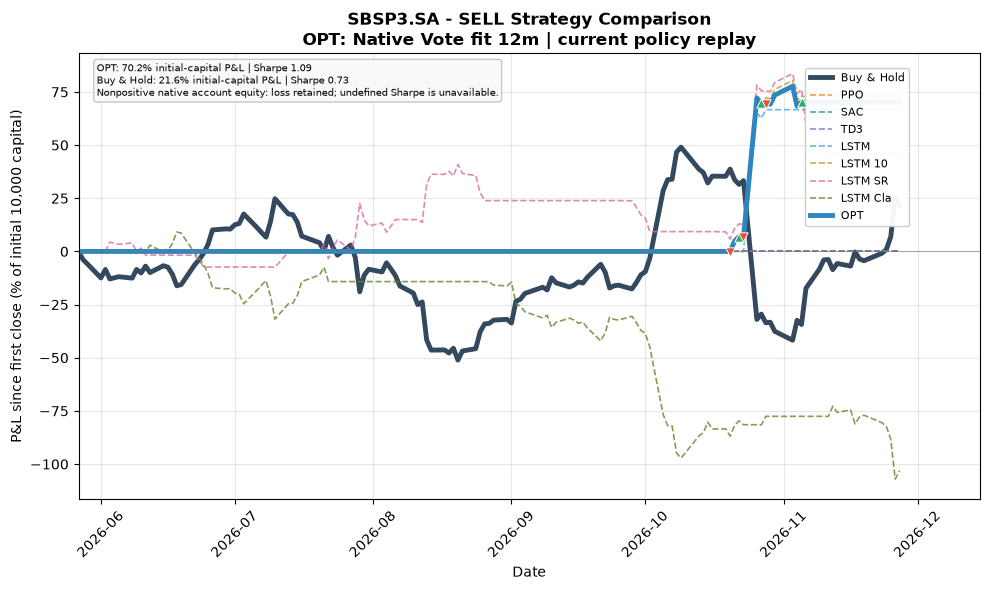 SBSP3.SA - SELL Strategy Comparison
OPT: Native Vote fit 12m | current policy replay
OPT: 70.2% initial-capital P&L | Sharpe 1.09
Buy & Hold: 21.6% initial-capital P&L | Sharpe 0.73
Nonpositive native account equity: loss retained; undefined Sharpe is unavailable.
Buy & Hold
PPO
SAC
TD3
LSTM
LSTM 10
LSTM SR
LSTM Cla
OPT
P&L since first close (% of initial 10,000 capital)
75
50
25
0
−25
−50
−75
−100
2026-06
2026-07
2026-08
2026-09
2026-10
2026-11
2026-12
Date